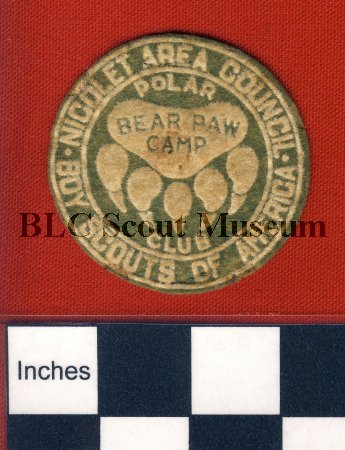 NICOLET AREA COUNCIL
POLAR
BEAR PAW
CAMP
CLUB
BOY SCOUTS OF AMERICA
BLC Scout Museum
Inches